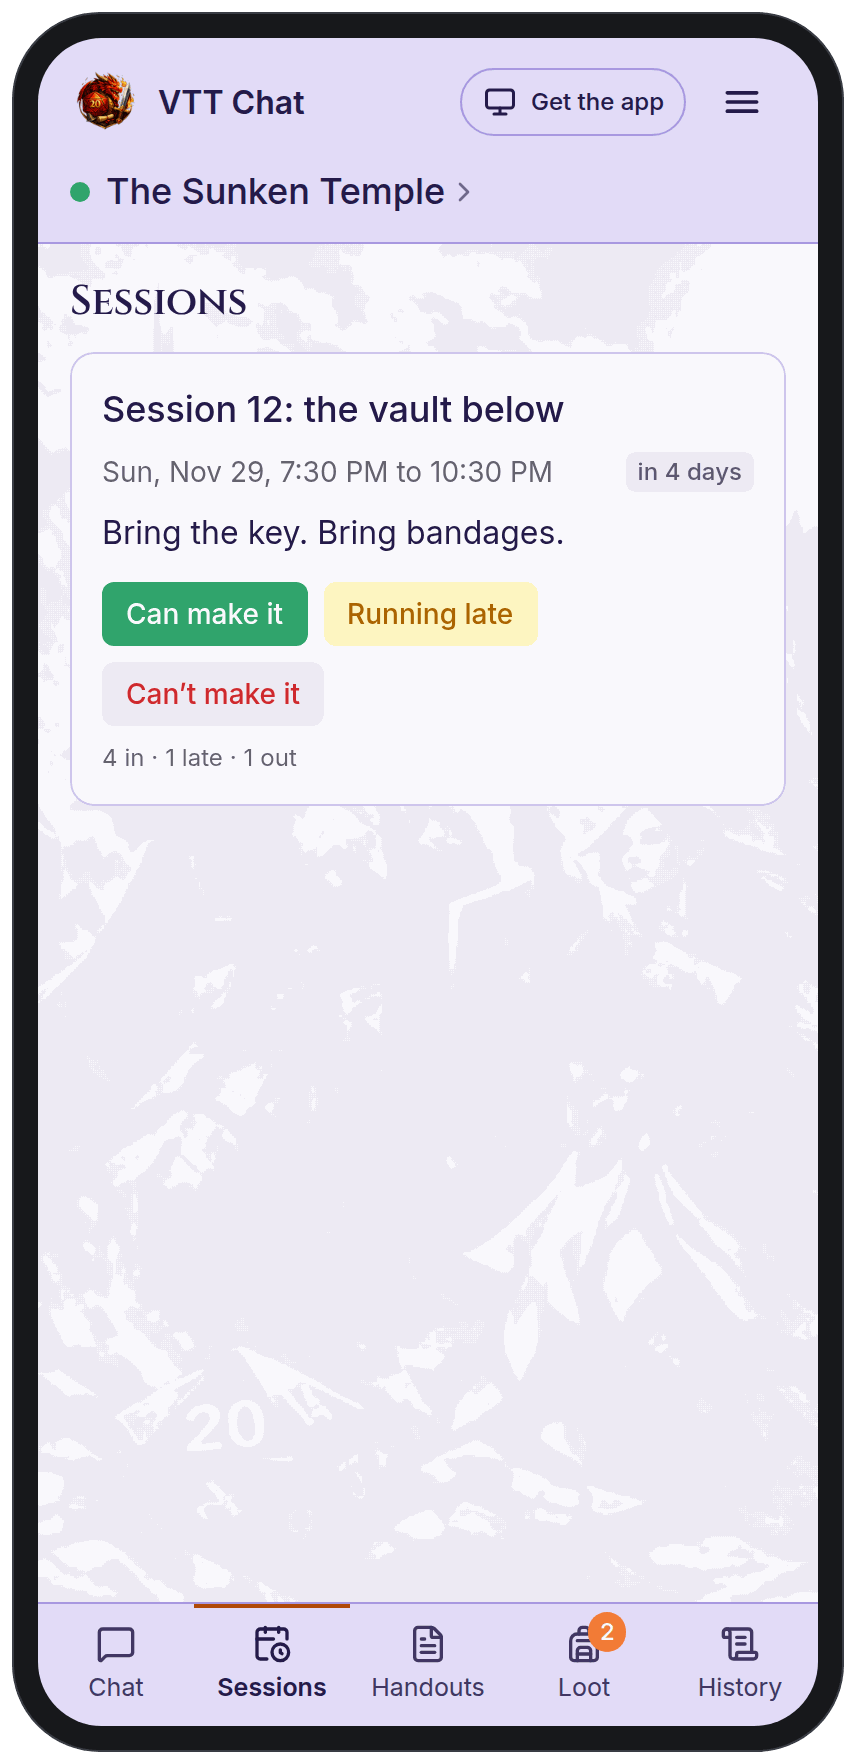 20
VTT Chat
Get the app
The Sunken Temple
Sessions
Session 12: the vault below
Sun, Nov 29, 7:30 PM to 10:30 PM
in 4 days
Bring the key. Bring bandages.
Can make it
Running late
Can’t make it
4 in · 1 late · 1 out
20
2
Chat
Sessions
Handouts
Loot
History